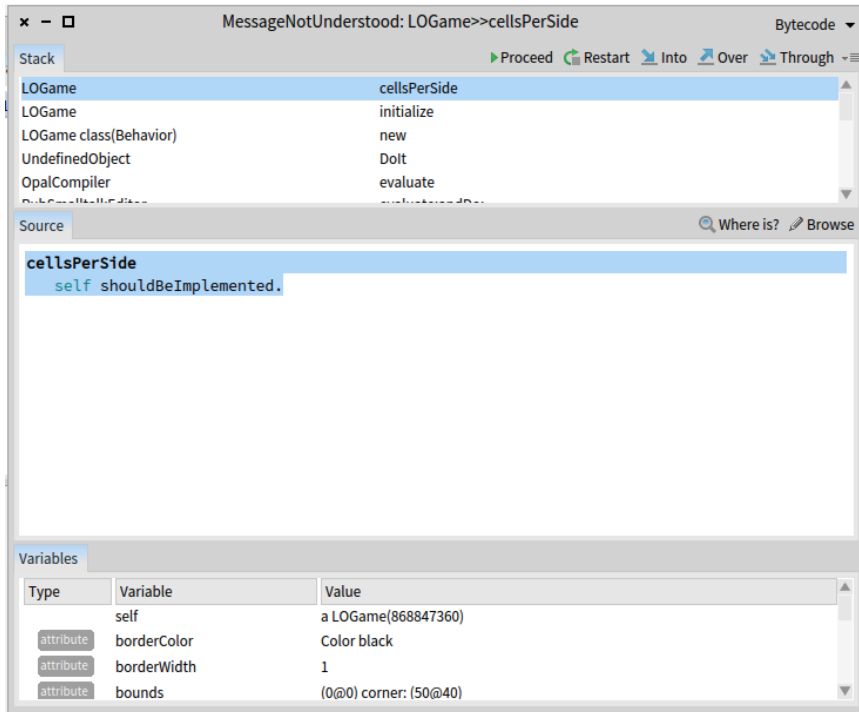 MessageNotUnderstood: LOGame>>cellsPerSide Bytecode
Stack Proceed Restart Into Over Through
LOGame cellsPerSide
LOGame initialize
LOGame class(Behavior) new
UndefinedObject DoIt
OpalCompiler evaluate
Source Where is? Browse
cellsPerSide
self shouldBeImplemented.
Variables
Type Variable Value
self a LOGame(868847360)
attribute borderColor Color black
attribute borderWidth 1
attribute bounds (0@0) corner: (50@40)